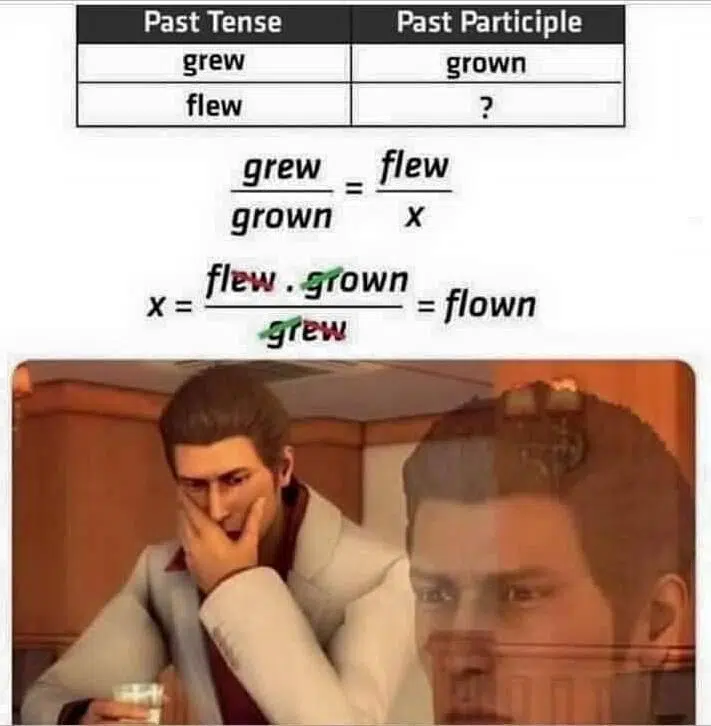 Past Tense Past Participle
grew grown
flew ?
grew = flew
grown x
x = flew . grown = flown
grew